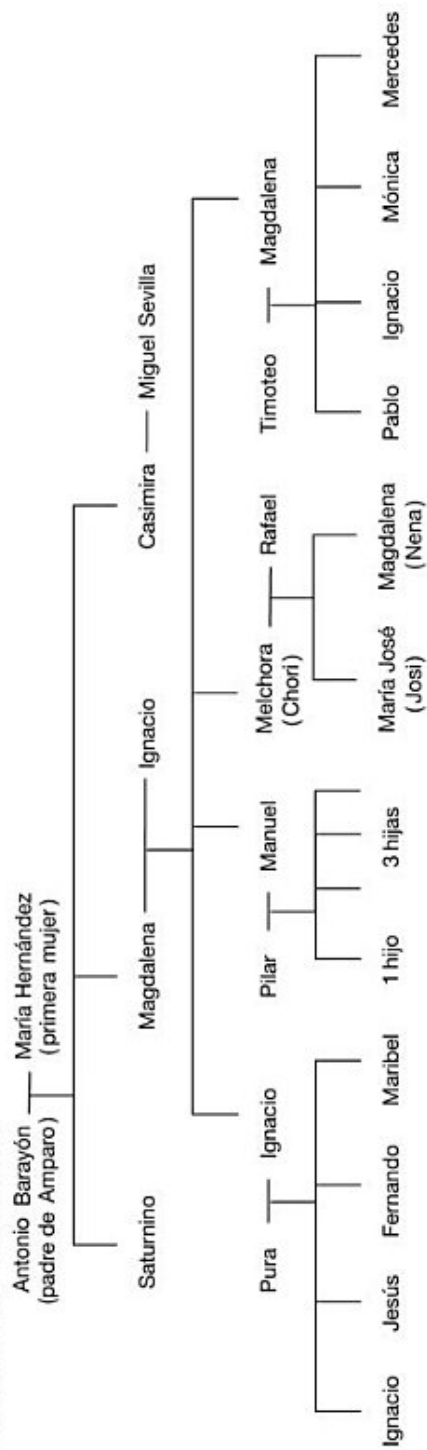 Antonio Barayón María Hernández
(padre de Amparo) (primera mujer)
Saturnino Magdalena Ignacio Casimira Miguel Sevilla
Pura Ignacio Pilar Manuel Melchora Rafael Timoteo Magdalena
(Chori)
Ignacio Jesús Fernando Maribel 1 hijo 3 hijas María José Magdalena Pablo Ignacio Mónica Mercedes
(Josi) (Nena)